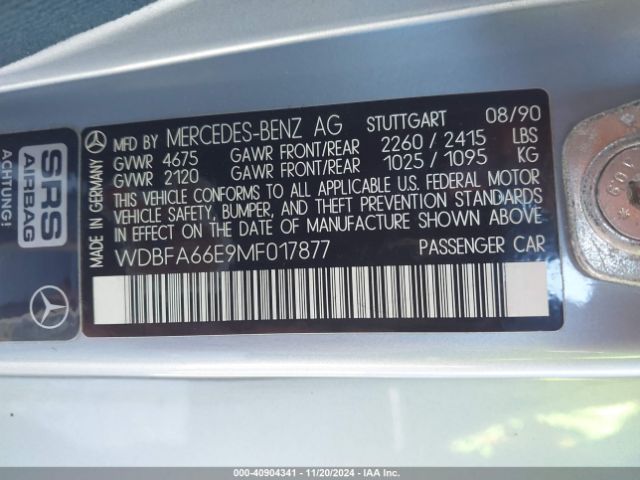 ACHTUNG!
SRS
AIRBAG
MADE IN GERMANY
MFD BY MERCEDES-BENZ AG STUTTGART 08/90
GVWR 4675 GAWR FRONT/REAR 2260/2415 LBS
GVWR 2120 GAWR FRONT/REAR 1025/1095 KG
THIS VEHICLE CONFORMS TO ALL APPLICABLE U.S. FEDERAL MOTOR
VEHICLE SAFETY, BUMPER, AND THEFT PREVENTION STANDARDS
IN EFFECT ON THE DATE OF MANUFACTURE SHOWN ABOVE.
WDBFA66E9MF017877 PASSENGER CAR
© - 40904341 - 11/20/2024 - IAA Inc.